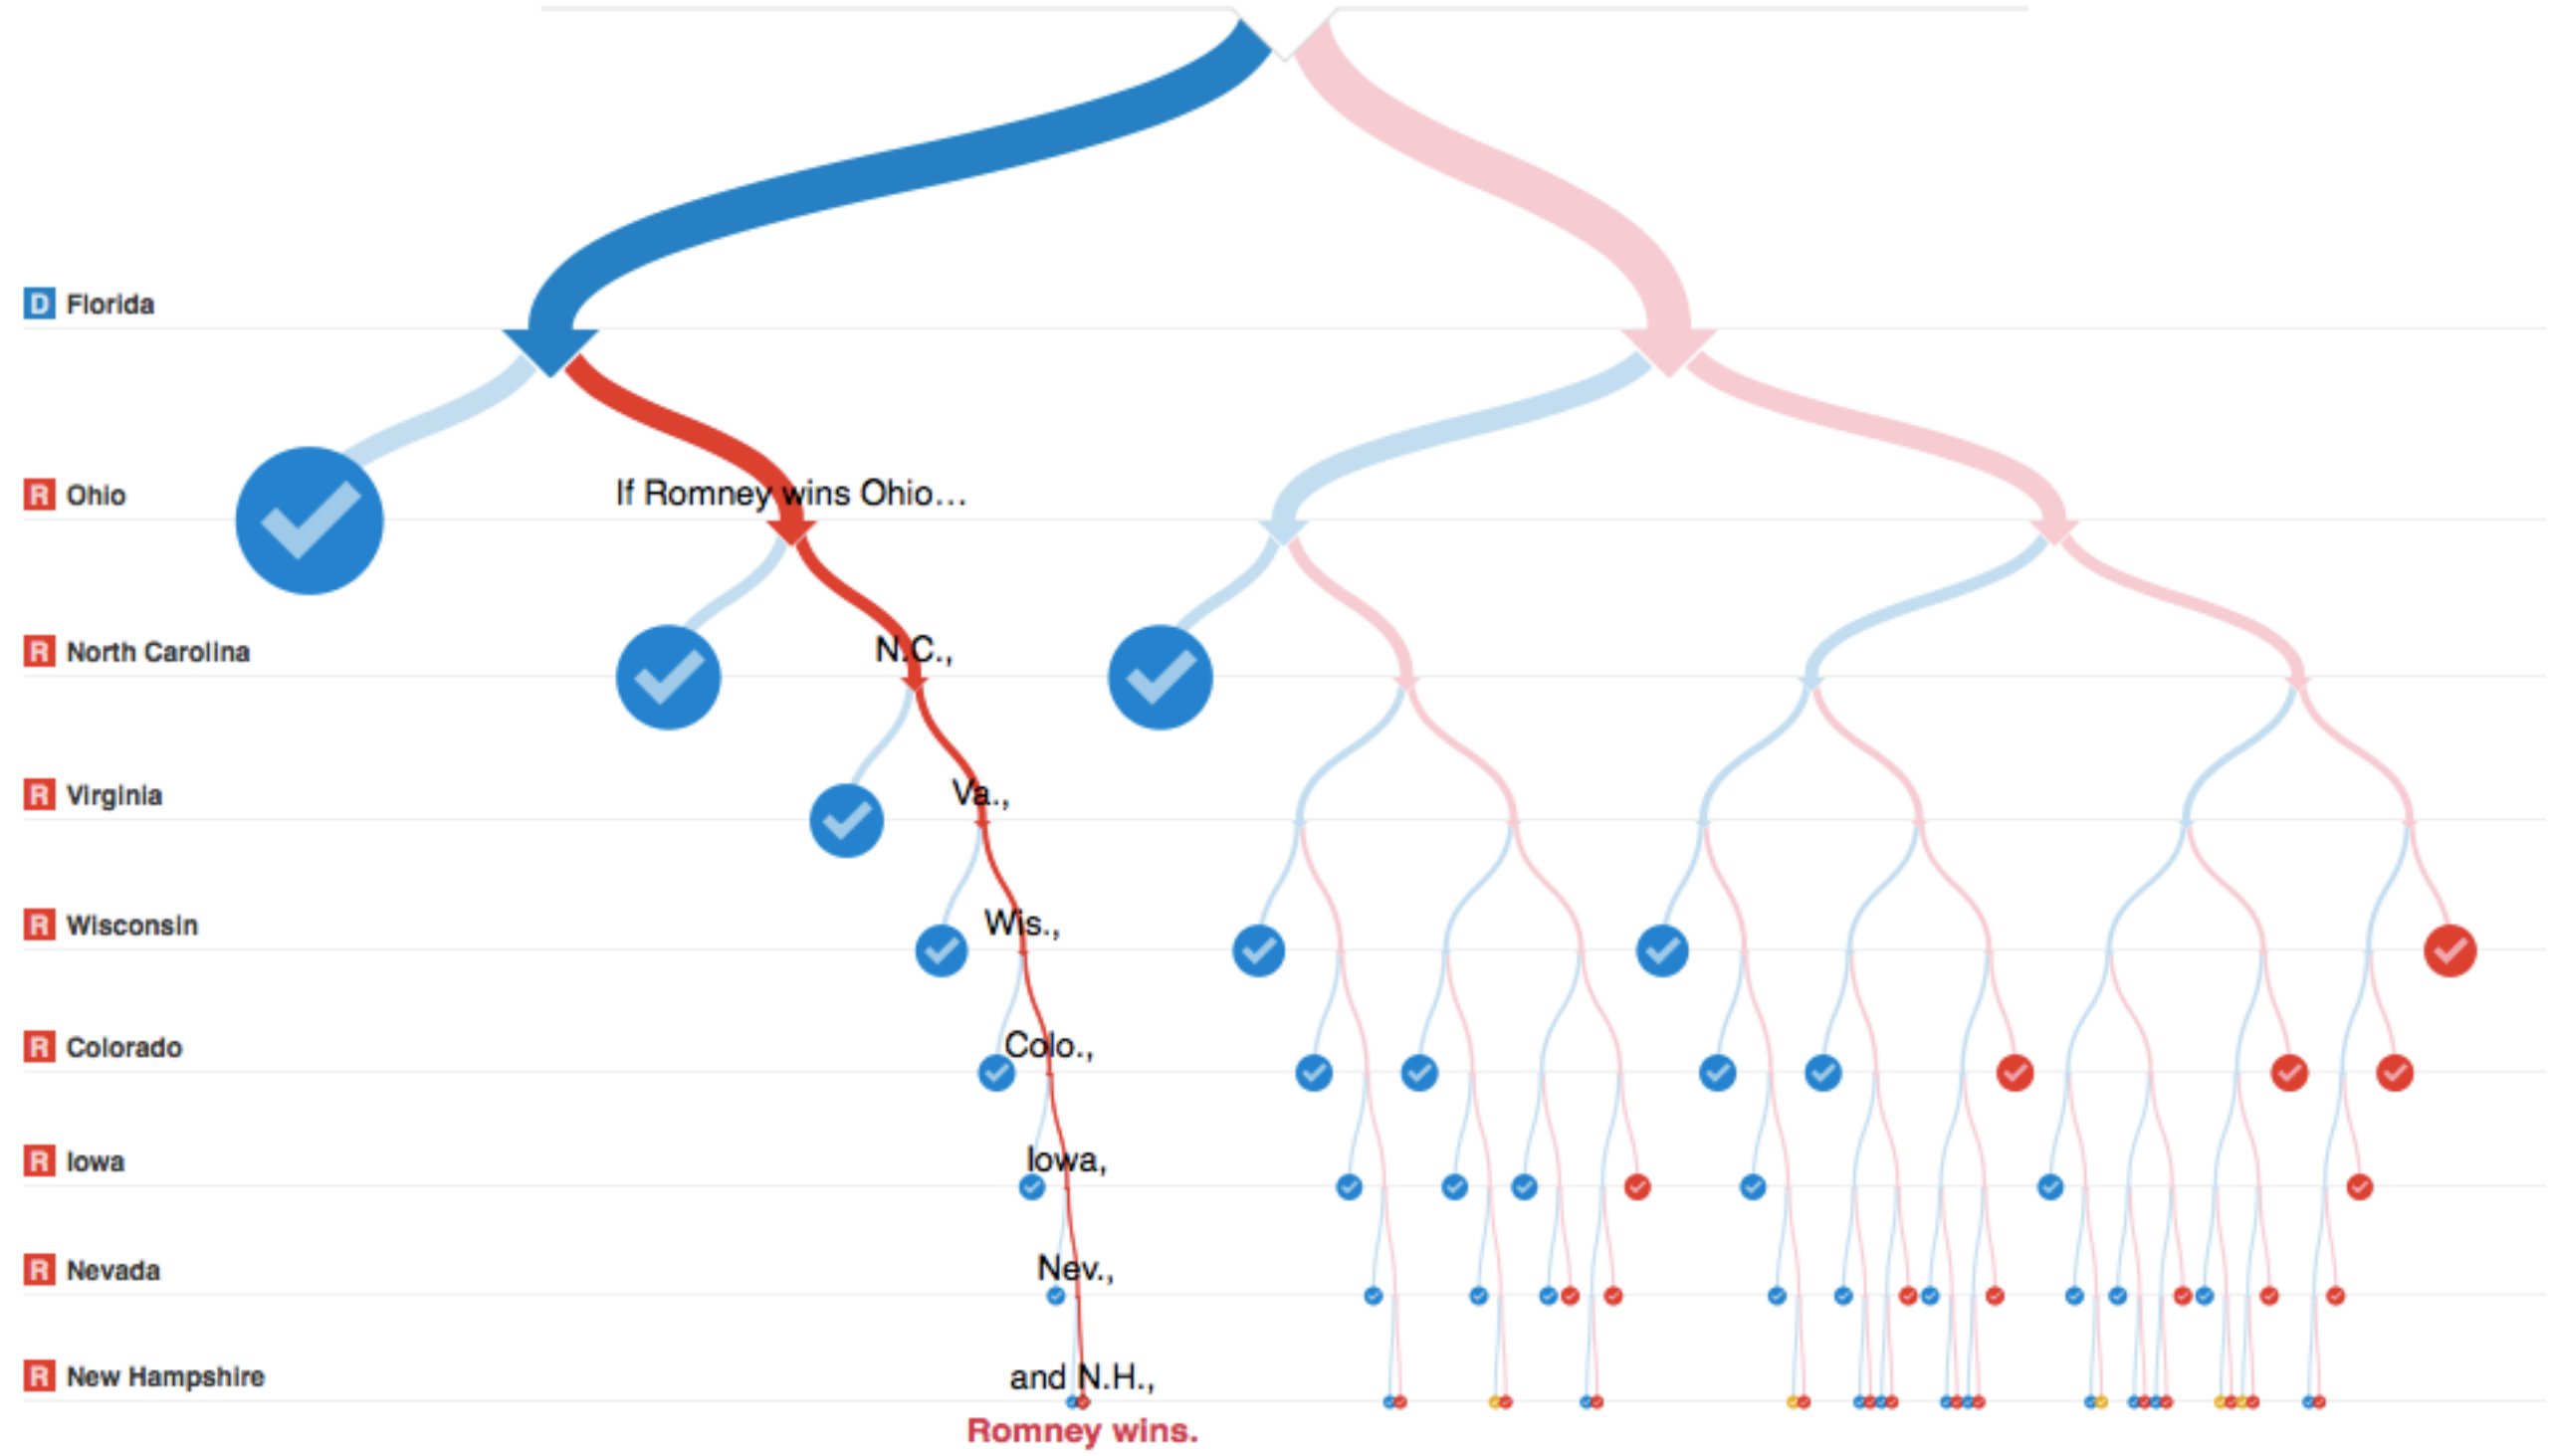 D Florida
R Ohio
If Romney wins Ohio...
R North Carolina
N.C.,
R Virginia
Va.,
R Wisconsin
Wis.,
R Colorado
Colo.,
R Iowa
Iowa,
R Nevada
Nev.,
R New Hampshire
and N.H.,
Romney wins.